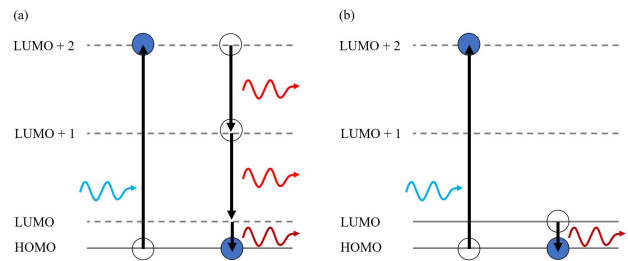 (a)
LUMO + 2
LUMO + 1
LUMO
HOMO
(b)
LUMO + 2
LUMO + 1
LUMO
HOMO